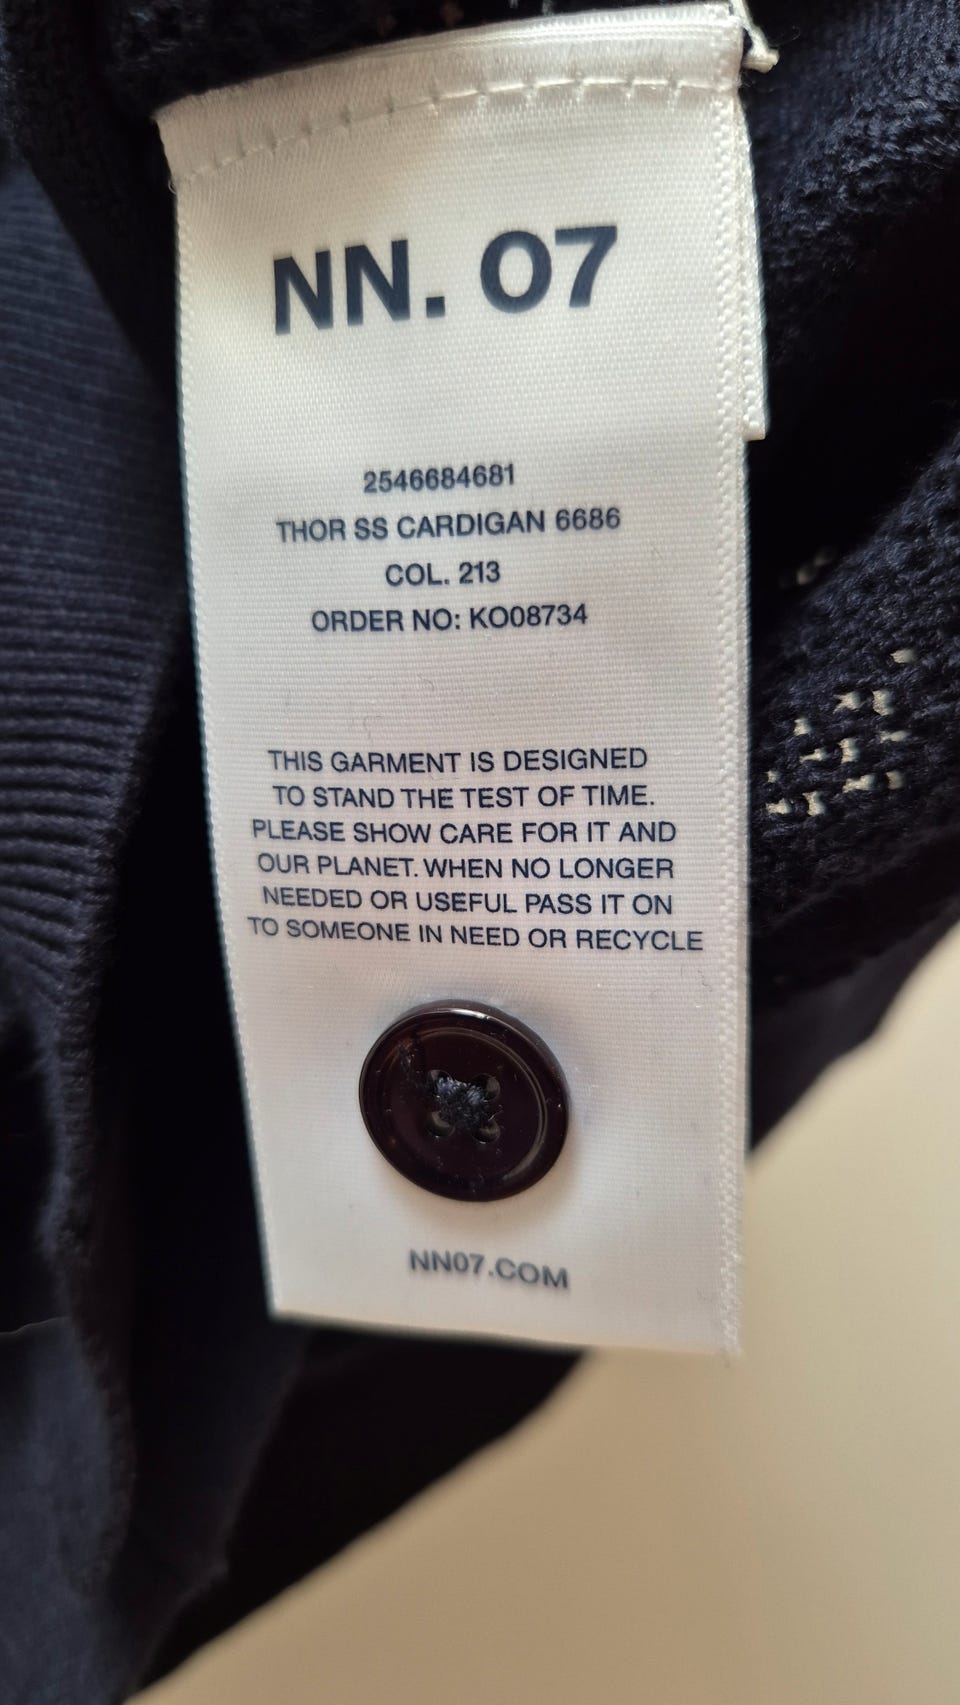 NN. 07
2546684681
THOR SS CARDIGAN 6686
COL. 213
ORDER NO: KO08734
THIS GARMENT IS DESIGNED
TO STAND THE TEST OF TIME.
PLEASE SHOW CARE FOR IT AND
OUR PLANET. WHEN NO LONGER
NEEDED OR USEFUL PASS IT ON
TO SOMEONE IN NEED OR RECYCLE
NN07.COM